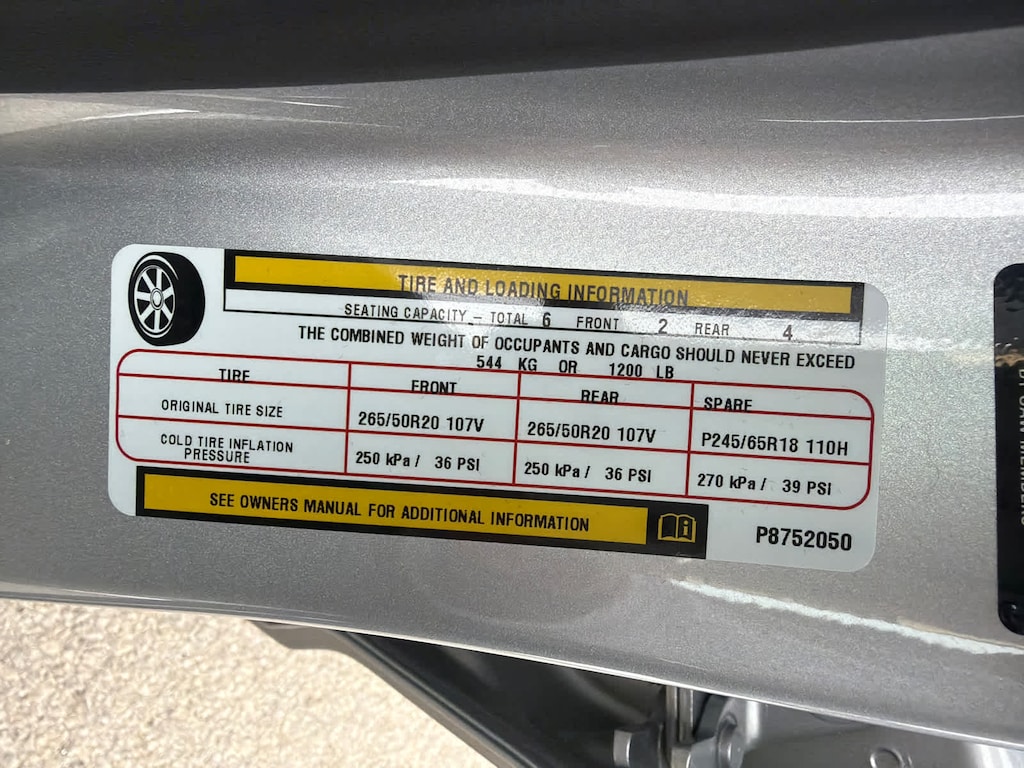 TIRE AND LOADING INFORMATION
SEATING CAPACITY – TOTAL 6 FRONT 2 REAR 4
THE COMBINED WEIGHT OF OCCUPANTS AND CARGO SHOULD NEVER EXCEED
544 KG OR 1200 LB
TIRE FRONT REAR SPARE
ORIGINAL TIRE SIZE 265/50R20 107V 265/50R20 107V P245/65R18 110H
COLD TIRE INFLATION
PRESSURE 250 kPa / 36 PSI 250 kPa / 36 PSI 270 kPa / 39 PSI
SEE OWNERS MANUAL FOR ADDITIONAL INFORMATION
P8752050